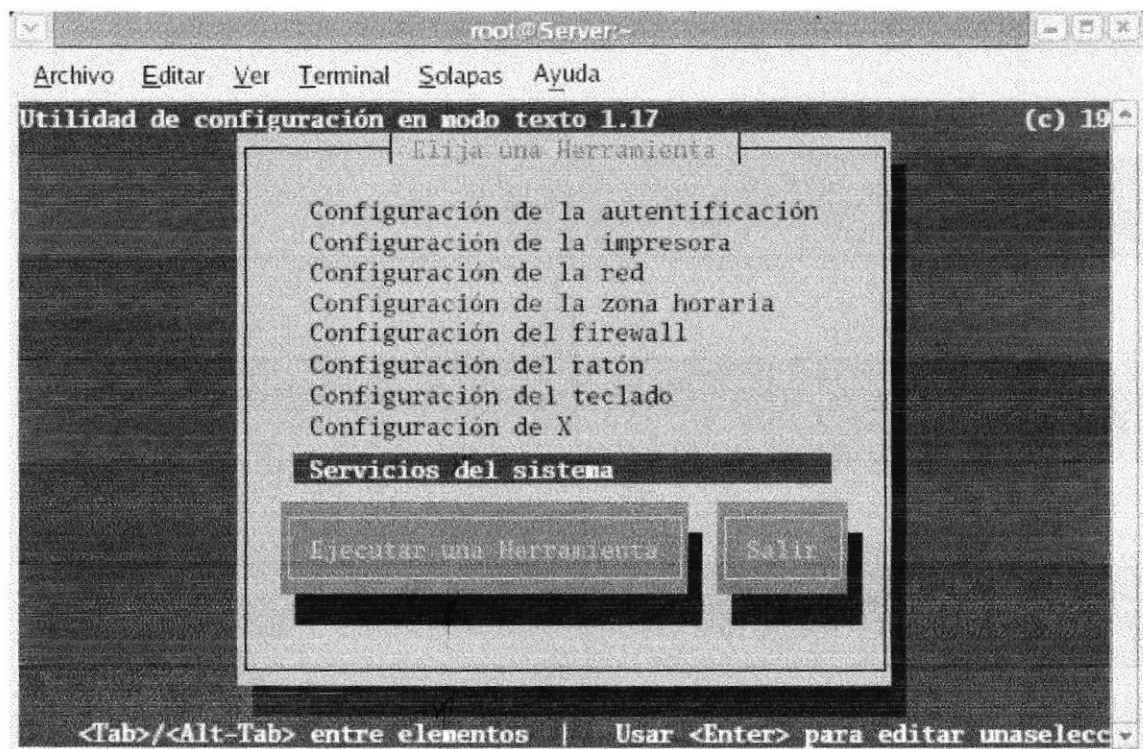 root@Server:~
Archivo Editar Ver Terminal Solapas Ayuda
Utilidad de configuración en modo texto 1.17 (c) 19
Elija una Herramienta
Configuración de la autentificación
Configuración de la impresora
Configuración de la red
Configuración de la zona horaria
Configuración del firewall
Configuración del ratón
Configuración del teclado
Configuración de X
Servicios del sistema
Ejecutar una Herramienta Salir
<Tab>/<Alt-Tab> entre elementos | Usar <Enter> para editar unaselecc